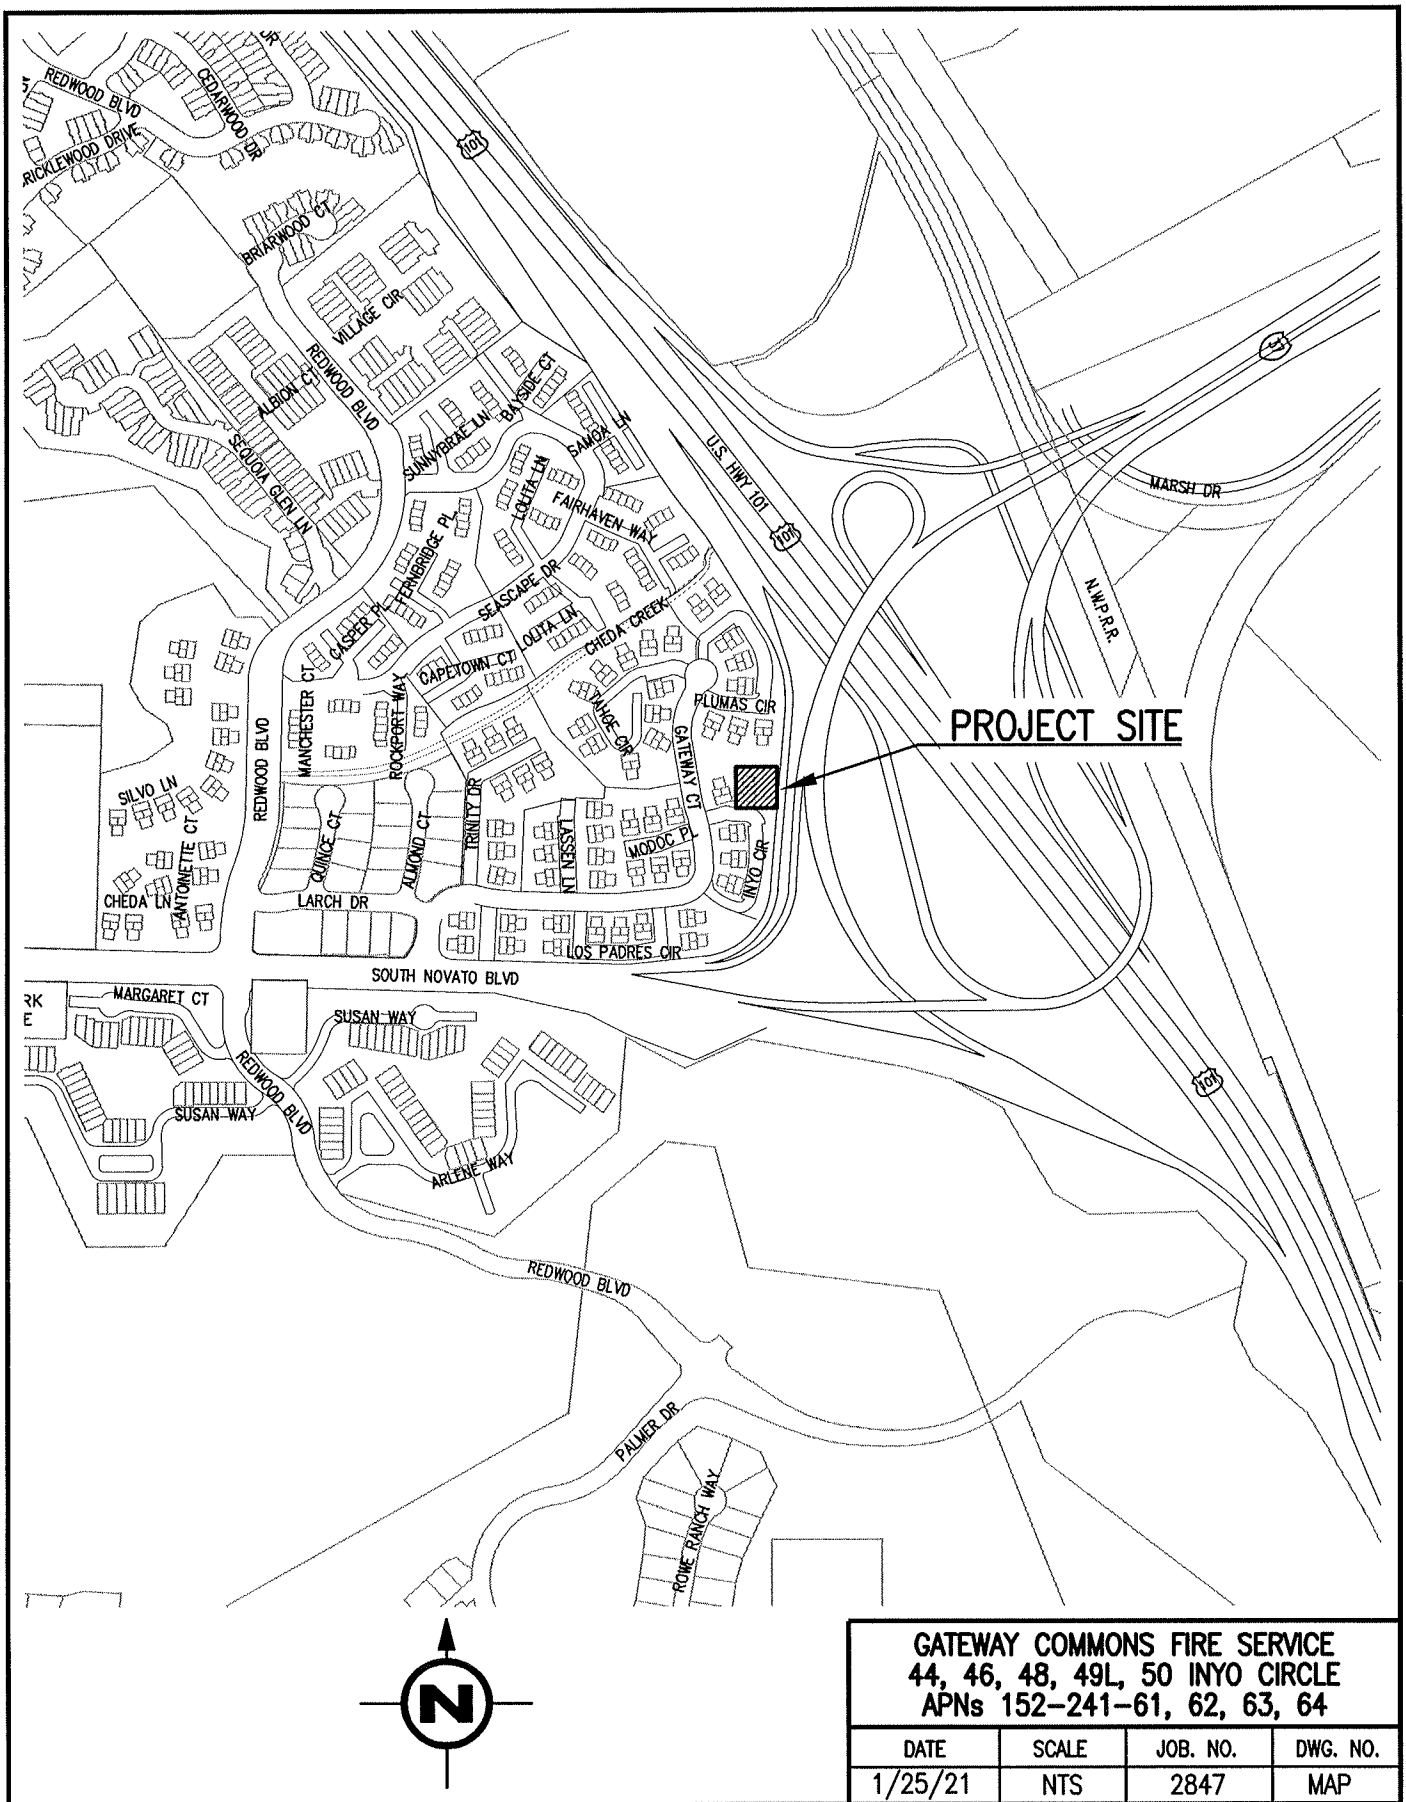 REDWOOD BLVD
CEDARWOOD DR
DR
RICKLEWOOD DRIVE
101
BRIARWOOD CT
VILLAGE CIR
REDWOOD BLVD
ALBION CT
SEQUOIA GLEN LN
SUNNYBRAE LN
BAYSIDE CT
SAMOA LN
LOLITA LN
FAIRHAVEN WAY
U.S. HWY 101
101
MARSH DR
N.W.P.R.R.
FERNBRIDGE PL
CASPER PL
SEASCAPE DR
LOLITA LN
CHEDA CREEK
CAPETOWN CT
MANCHESTER CT
ROCKPORT WAY
REDWOOD BLVD
TAHOE CIR
PLUMAS CIR
GATEWAY CT
PROJECT SITE
SILVO LN
ANTOINETTE CT
CHEDA LN
QUINCE CT
ALMOND CT
TRINITY DR
LASSEN LN
MODOC PL
INYO CIR
LARCH DR
LOS PADRES CIR
SOUTH NOVATO BLVD
RK
E
MARGARET CT
SUSAN WAY
REDWOOD BLVD
SUSAN WAY
ARLENE WAY
101
REDWOOD BLVD
PALMER DR
ROWE RANCH WAY
N
GATEWAY COMMONS FIRE SERVICE
44, 46, 48, 49L, 50 INYO CIRCLE
APNs 152-241-61, 62, 63, 64
DATE SCALE JOB. NO. DWG. NO.
1/25/21 NTS 2847 MAP